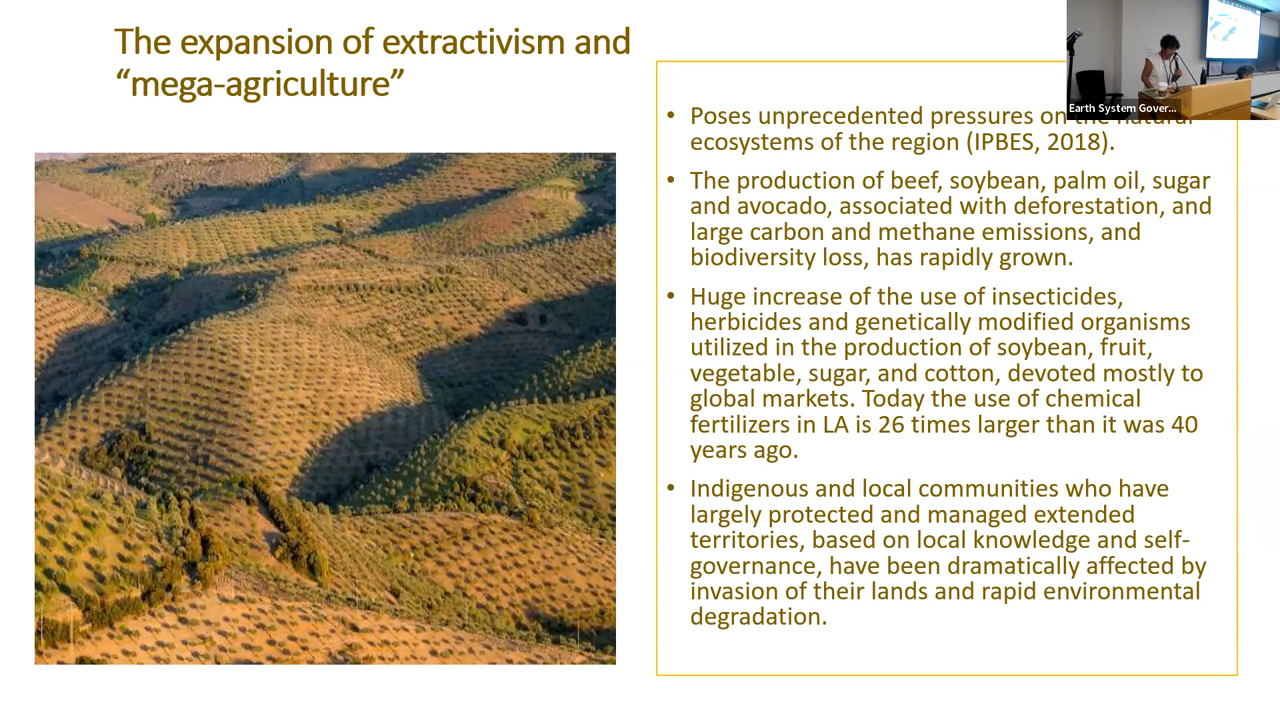 The expansion of extractivism and
“mega-agriculture”
Earth System Gover...
• Poses unprecedented pressures on the natural
ecosystems of the region (IPBES, 2018).
• The production of beef, soybean, palm oil, sugar
and avocado, associated with deforestation, and
large carbon and methane emissions, and
biodiversity loss, has rapidly grown.
• Huge increase of the use of insecticides,
herbicides and genetically modified organisms
utilized in the production of soybean, fruit,
vegetable, sugar, and cotton, devoted mostly to
global markets. Today the use of chemical
fertilizers in LA is 26 times larger than it was 40
years ago.
• Indigenous and local communities who have
largely protected and managed extended
territories, based on local knowledge and self-
governance, have been dramatically affected by
invasion of their lands and rapid environmental
degradation.